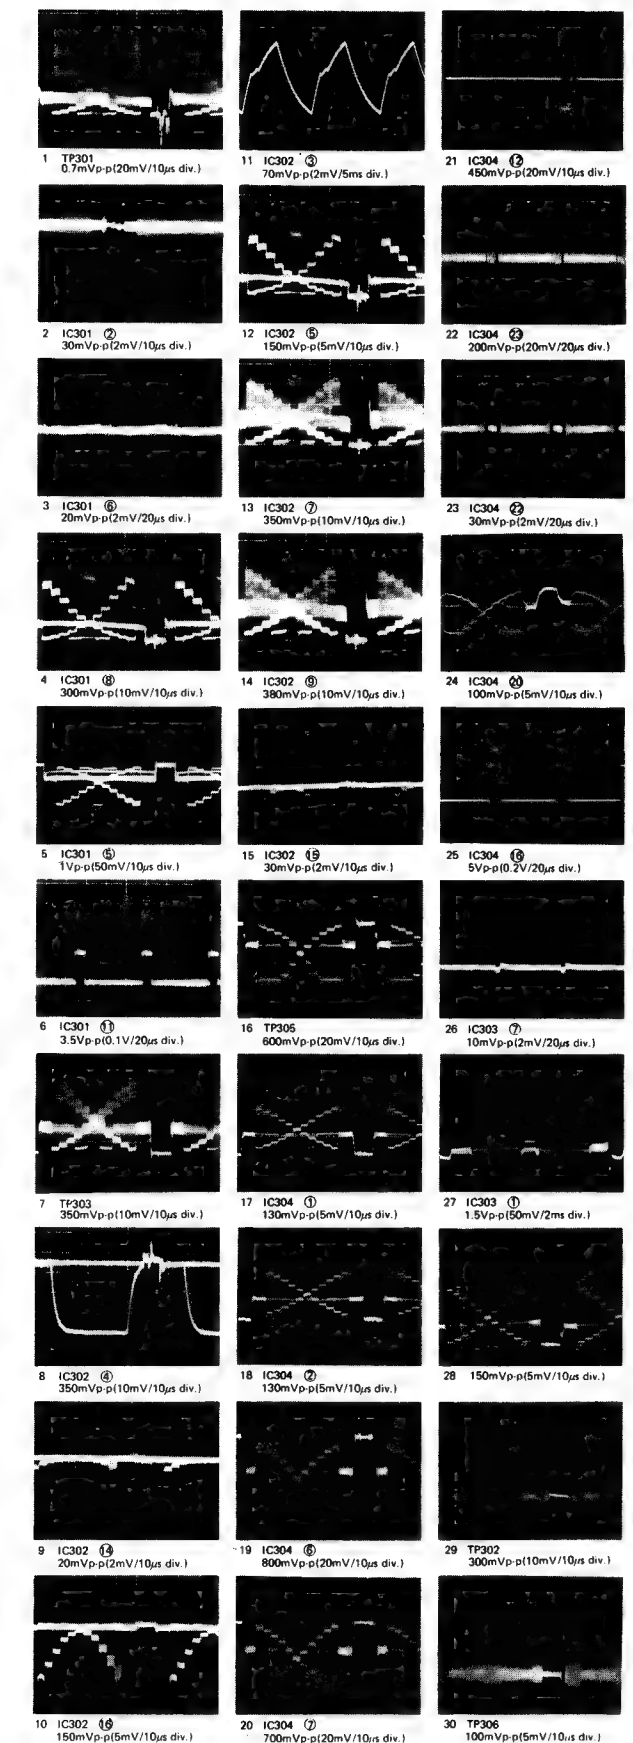 1 TP301
0.7mVp-p(20mV/10μs div.)
2 IC301 ②
30mVp-p(2mV/10μs div.)
3 IC301 ⑥
20mVp-p(2mV/20μs div.)
4 IC301 ⑧
300mVp-p(10mV/10μs div.)
5 IC301 ⑤
1Vp-p(50mV/10μs div.)
6 IC301 ⑪
3.5Vp-p(0.1V/20μs div.)
7 TP303
350mVp-p(10mV/10μs div.)
8 IC302 ④
350mVp-p(10mV/10μs div.)
9 IC302 ⑭
20mVp-p(2mV/10μs div.)
10 IC302 ⑯
150mVp-p(5mV/10μs div.)
11 IC302 ③
70mVp-p(2mV/5ms div.)
12 IC302 ⑤
150mVp-p(5mV/10μs div.)
13 IC302 ⑦
350mVp-p(10mV/10μs div.)
14 IC302 ⑨
380mVp-p(10mV/10μs div.)
15 IC302 ⑮
30mVp-p(2mV/10μs div.)
16 TP305
600mVp-p(20mV/10μs div.)
17 IC304 ①
130mVp-p(5mV/10μs div.)
18 IC304 ②
130mVp-p(5mV/10μs div.)
19 IC304 ⑥
800mVp-p(20mV/10μs div.)
20 IC304 ⑦
700mVp-p(20mV/10μs div.)
21 IC304 ⑫
450mVp-p(20mV/10μs div.)
22 IC304 ㉓
200mVp-p(20mV/20μs div.)
23 IC304 ㉒
30mVp-p(2mV/20μs div.)
24 IC304 ⑳
100mVp-p(5mV/10μs div.)
25 IC304 ⑯
5Vp-p(0.2V/20μs div.)
26 IC303 ⑦
10mVp-p(2mV/20μs div.)
27 IC303 ①
1.5Vp-p(50mV/2ms div.)
28 150mVp-p(5mV/10μs div.)
29 TP302
300mVp-p(10mV/10μs div.)
30 TP306
100mVp-p(5mV/10μs div.)